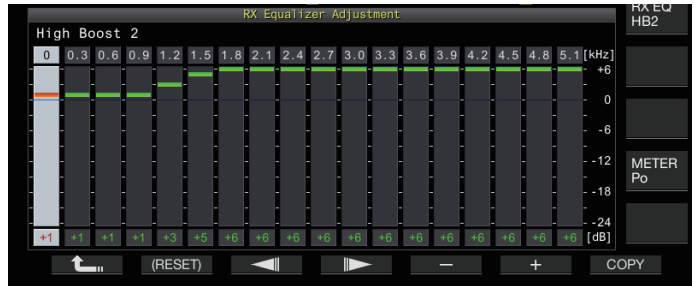 RX Equalizer Adjustment
RX EQ
HB2
High Boost 2
0 0.3 0.6 0.9 1.2 1.5 1.8 2.1 2.4 2.7 3.0 3.3 3.6 3.9 4.2 4.5 4.8 5.1 [kHz]
+6
0
-6
-12
-18
-24
METER
Po
+1 +1 +1 +1 +3 +5 +6 +6 +6 +6 +6 +6 +6 +6 +6 +6 +6 +6 [dB]
(RESET) − + COPY